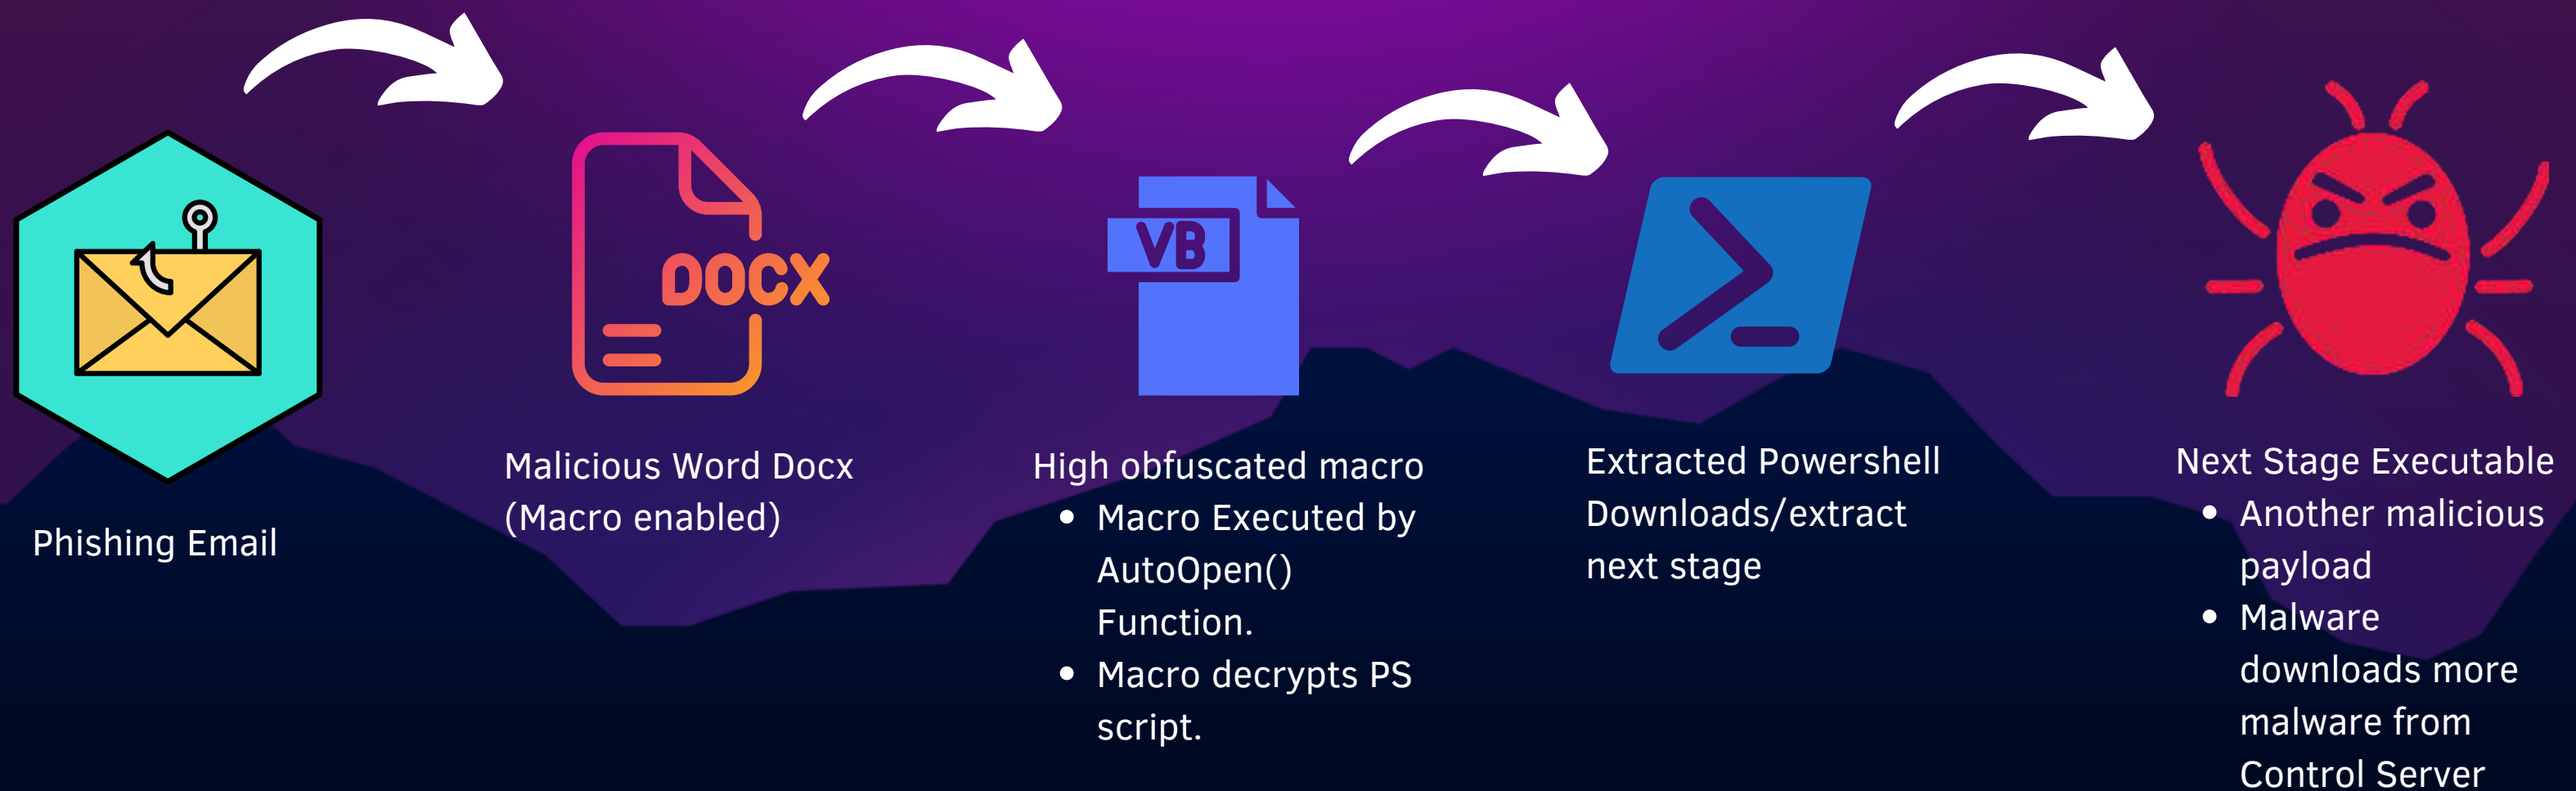 DOCX
VB
Phishing Email
Malicious Word Docx
(Macro enabled)
High obfuscated macro
• Macro Executed by
AutoOpen()
Function.
• Macro decrypts PS
script.
Extracted Powershell
Downloads/extract
next stage
Next Stage Executable
• Another malicious
payload
• Malware
downloads more
malware from
Control Server